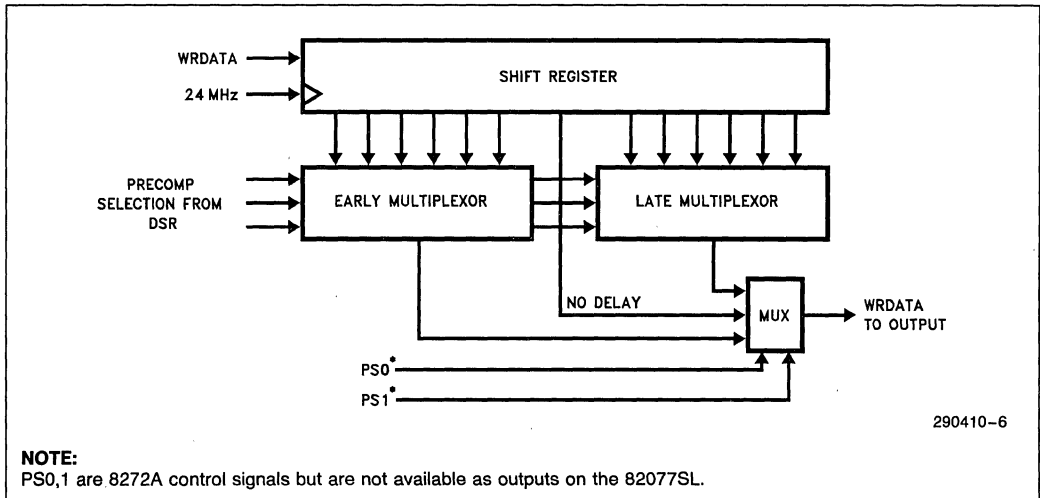 WRDATA
24 MHz
SHIFT REGISTER
PRECOMP
SELECTION FROM
DSR
EARLY MULTIPLEXOR
LATE MULTIPLEXOR
NO DELAY
MUX
WRDATA
TO OUTPUT
PS0*
PS1*
290410-6
NOTE:
PS0,1 are 8272A control signals but are not available as outputs on the 82077SL.